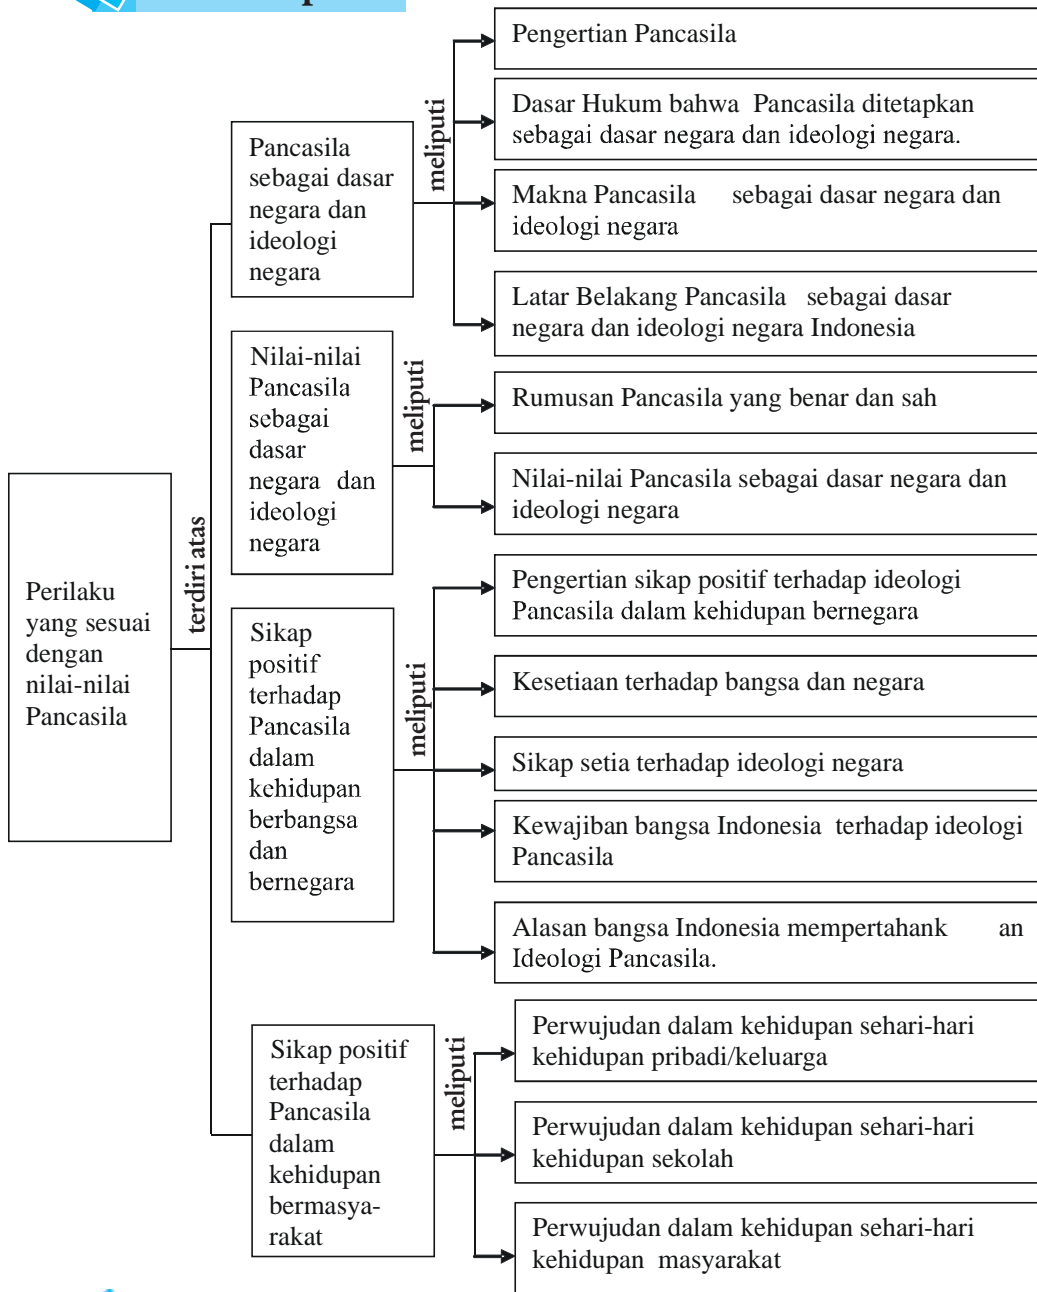 Pengertian Pancasila
Dasar Hukum bahwa Pancasila ditetapkan
sebagai dasar negara dan ideologi negara.
meliputi
Pancasila
sebagai dasar
negara dan
ideologi
negara
Makna Pancasila sebagai dasar negara dan
ideologi negara
Latar Belakang Pancasila sebagai dasar
negara dan ideologi negara Indonesia
Nilai-nilai
Pancasila
sebagai
dasar
negara dan
ideologi
negara
meliputi
Rumusan Pancasila yang benar dan sah
Nilai-nilai Pancasila sebagai dasar negara dan
ideologi negara
Perilaku
yang sesuai
dengan
nilai-nilai
Pancasila
terdiri atas
Sikap
positif
terhadap
Pancasila
dalam
kehidupan
berbangsa
dan
bernegara
meliputi
Pengertian sikap positif terhadap ideologi
Pancasila dalam kehidupan bernegara
Kesetiaan terhadap bangsa dan negara
Sikap setia terhadap ideologi negara
Kewajiban bangsa Indonesia terhadap ideologi
Pancasila
Alasan bangsa Indonesia mempertahank an
Ideologi Pancasila.
Sikap positif
terhadap
Pancasila
dalam
kehidupan
bermasya-
rakat
meliputi
Perwujudan dalam kehidupan sehari-hari
kehidupan pribadi/keluarga
Perwujudan dalam kehidupan sehari-hari
kehidupan sekolah
Perwujudan dalam kehidupan sehari-hari
kehidupan masyarakat